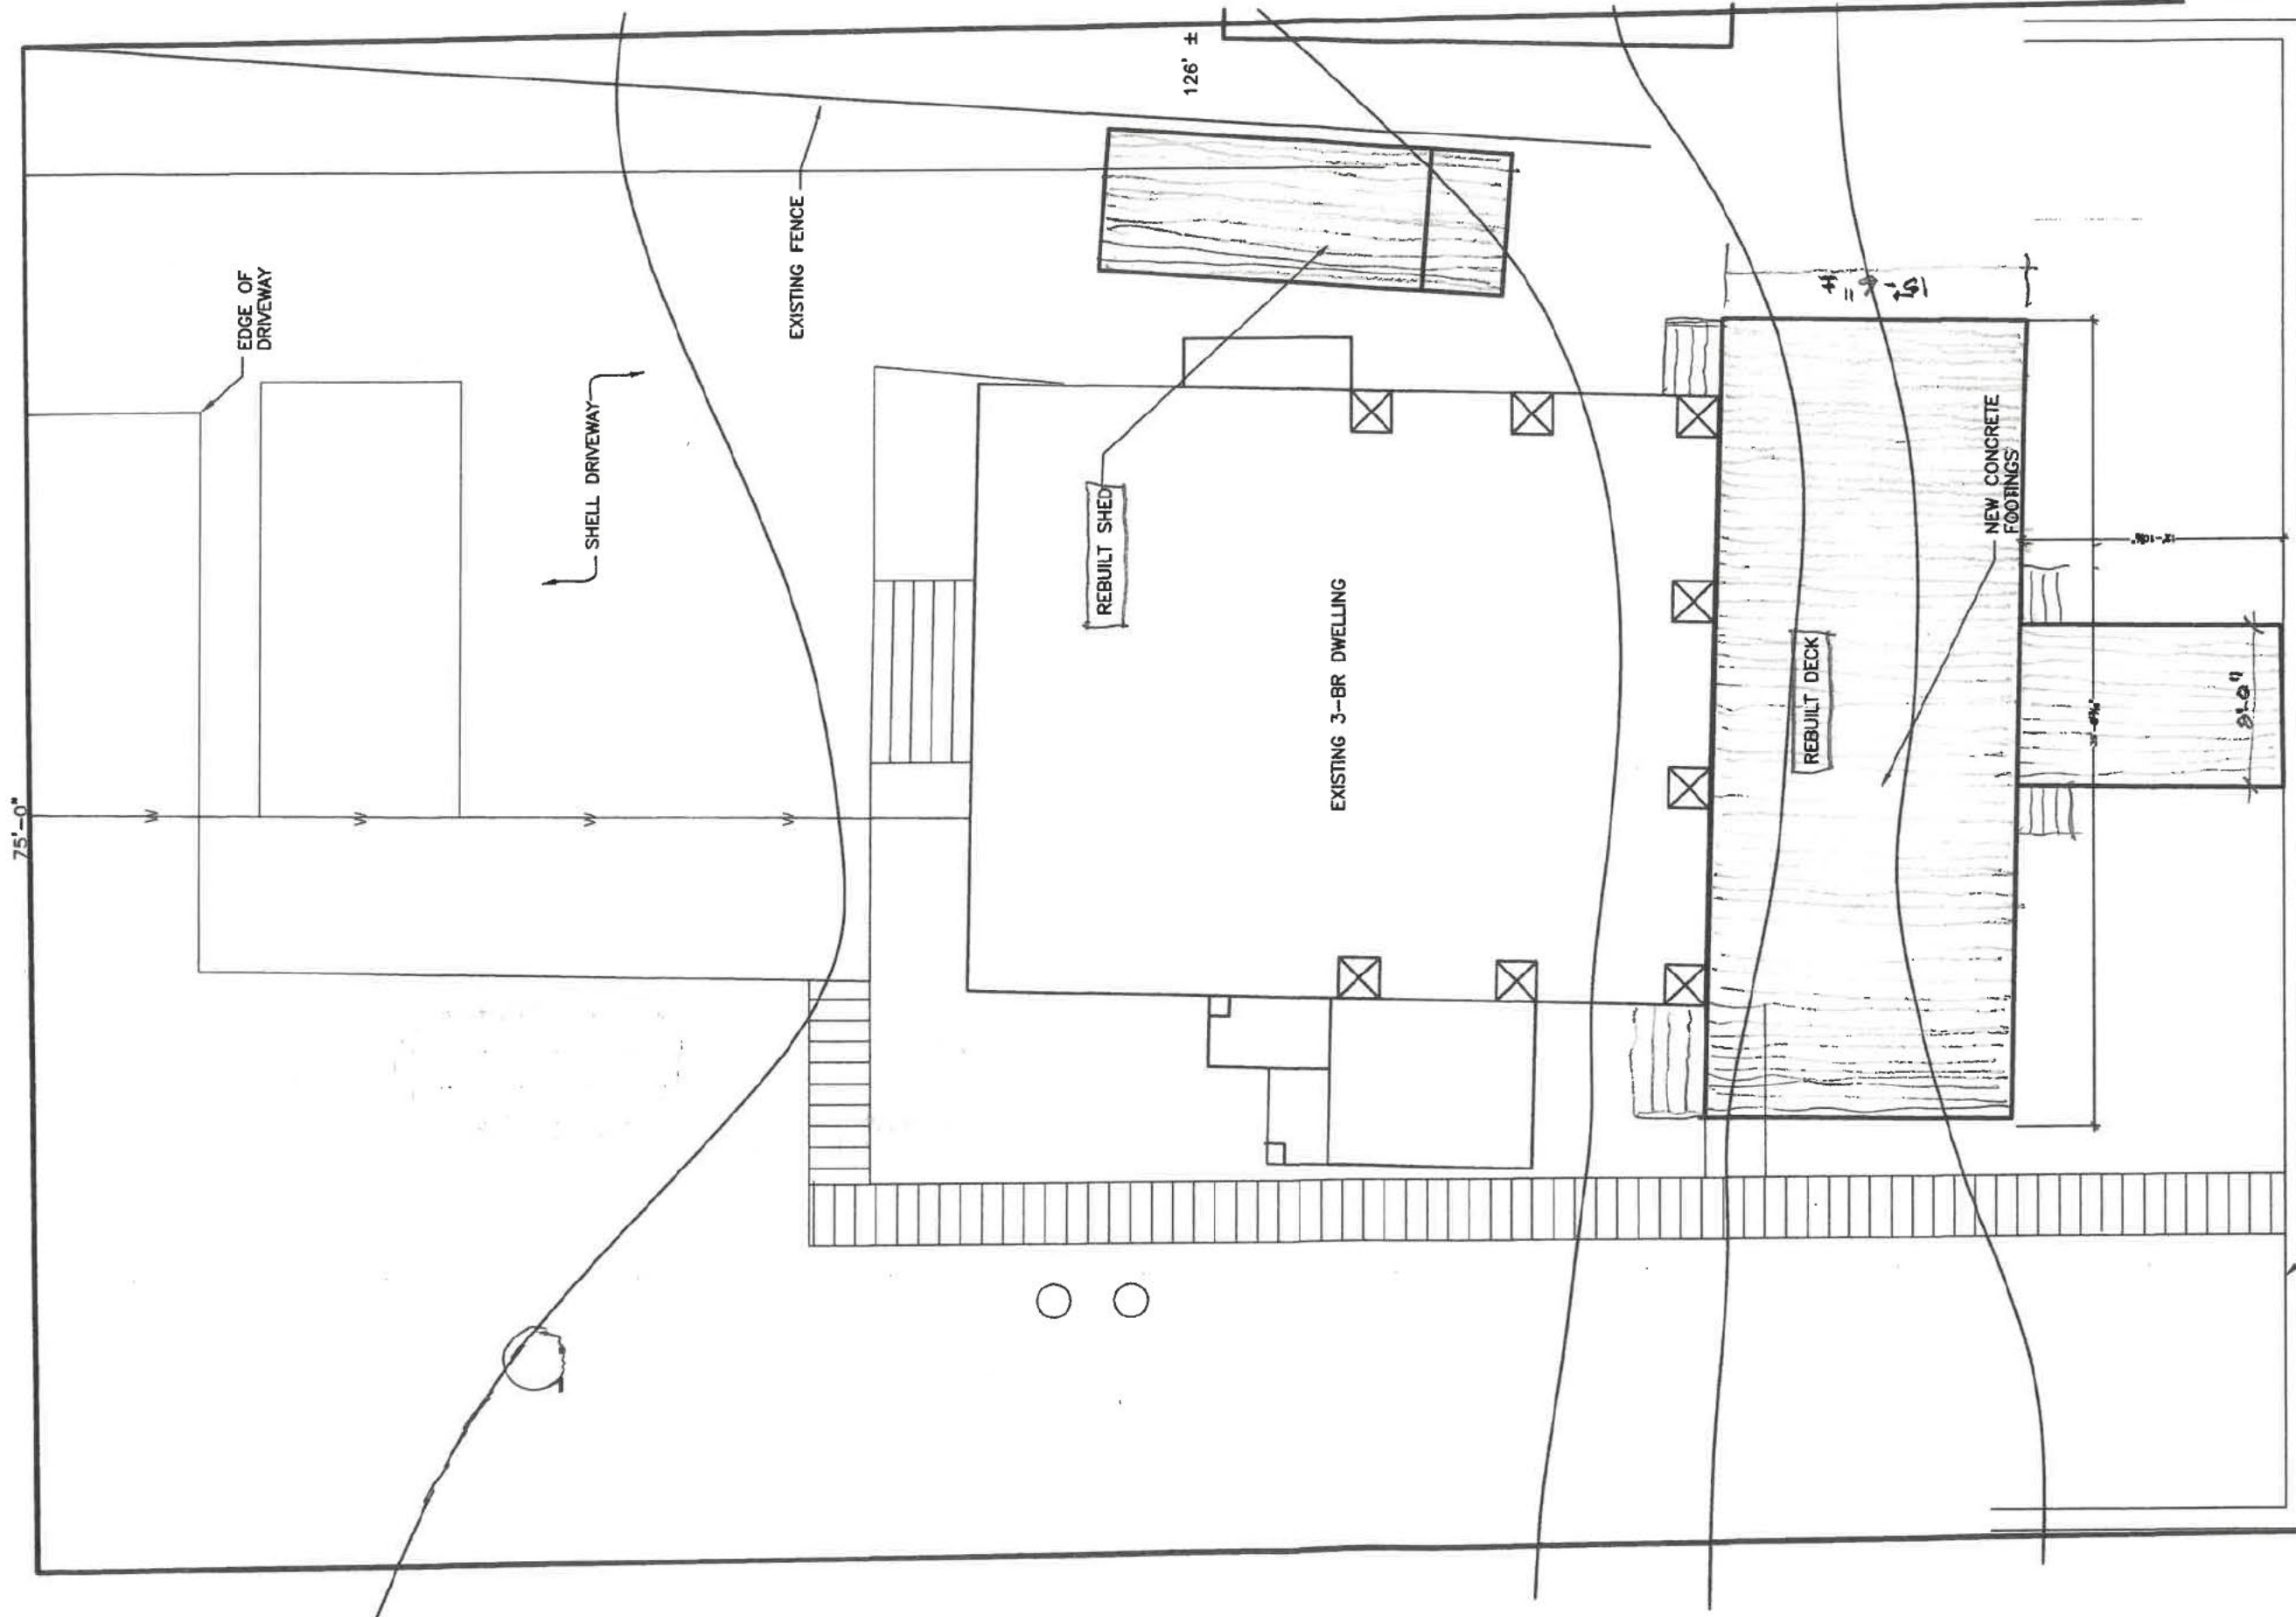 75'-0"
EDGE OF
DRIVEWAY
SHELL DRIVEWAY
EXISTING FENCE
126' ±
REBUILT SHED
EXISTING 3-BR DWELLING
REBUILT DECK
NEW CONCRETE
FOOTINGS
W
W
W
W